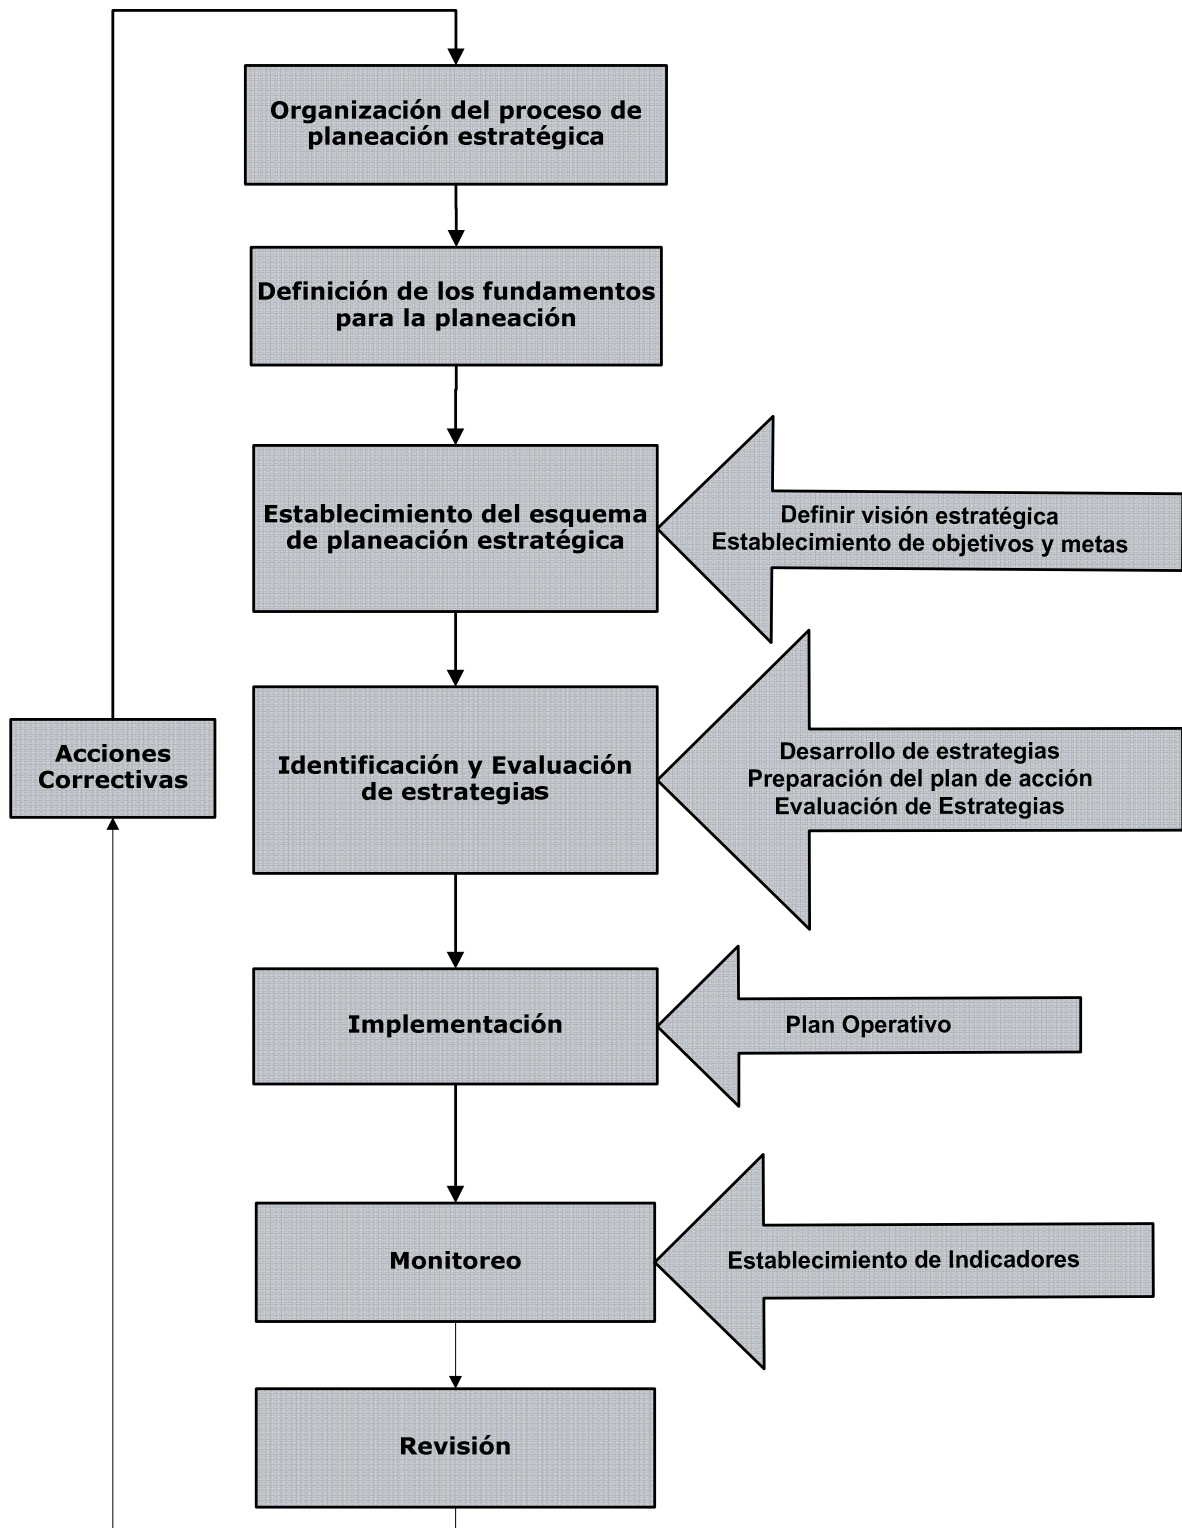 Organización del proceso de
planeación estratégica
Definición de los fundamentos
para la planeación
Establecimiento del esquema
de planeación estratégica
Definir visión estratégica
Establecimiento de objetivos y metas
Acciones
Correctivas
Identificación y Evaluación
de estrategias
Desarrollo de estrategias
Preparación del plan de acción
Evaluación de Estrategias
Implementación
Plan Operativo
Monitoreo
Establecimiento de Indicadores
Revisión